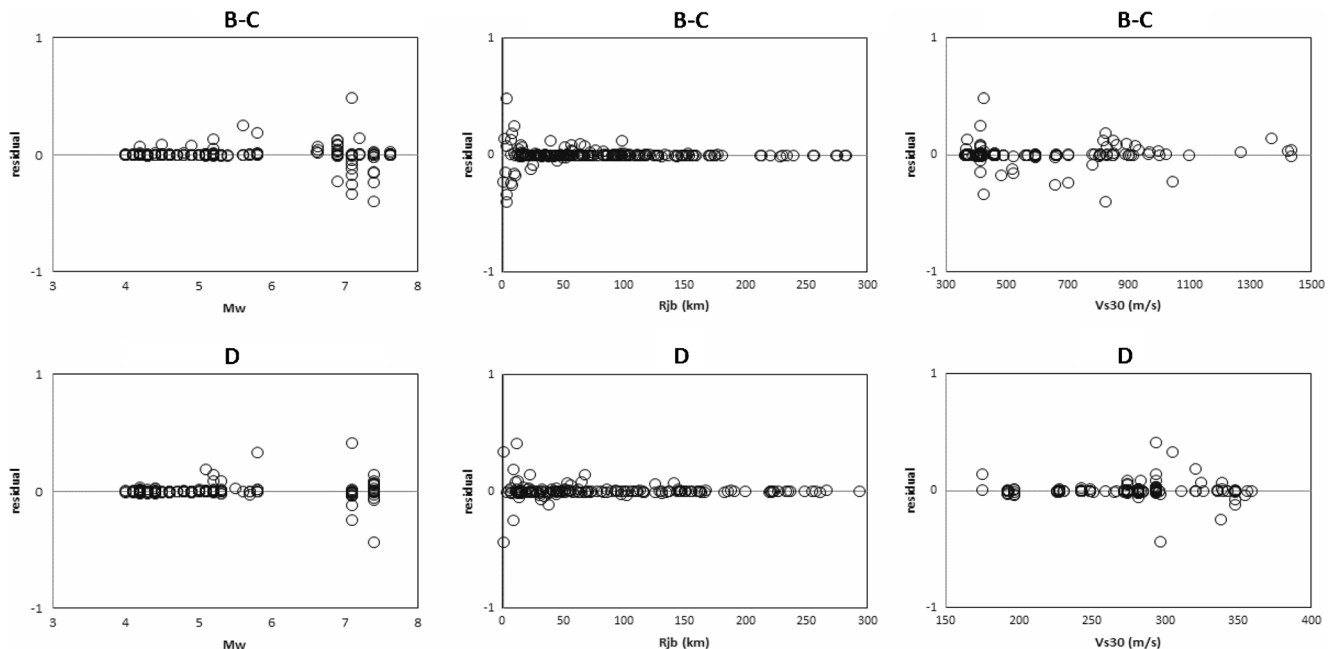 B-C
1
0
-1
residual
3 4 5 6 7 8
Mw
B-C
1
0
-1
residual
0 50 100 150 200 250 300
Rjb (km)
B-C
1
0
-1
residual
300 500 700 900 1100 1300 1500
Vs30 (m/s)
D
1
0
-1
residual
3 4 5 6 7 8
Mw
D
1
0
-1
residual
0 50 100 150 200 250 300
Rjb (km)
D
1
0
-1
residual
150 200 250 300 350 400
Vs30 (m/s)